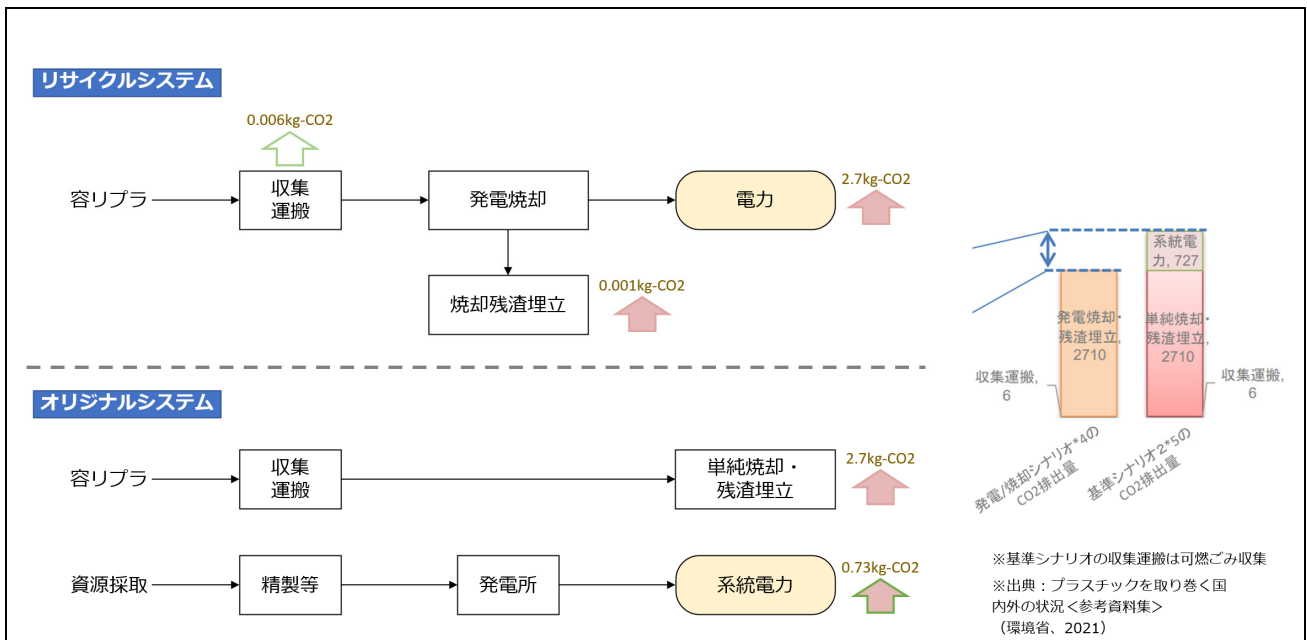 リサイクルシステム
0.006kg-CO2
容リプラ
収集
運搬
発電焼却
電力
2.7kg-CO2
焼却残渣埋立
0.001kg-CO2
オリジナルシステム
容リプラ
収集
運搬
単純焼却・
残渣埋立
2.7kg-CO2
資源採取
精製等
発電所
系統電力
0.73kg-CO2
系統電
力, 727
発電焼却・
残渣埋立,
2710
単純焼却・
残渣埋立,
2710
収集運搬,
6
収集運搬,
6
発電/焼却シナリオ*4の
CO2排出量
基準シナリオ2*5の
CO2排出量
※基準シナリオの収集運搬は可燃ごみ収集
※出典：プラスチックを取り巻く国
内外の状況＜参考資料集＞
（環境省、2021）